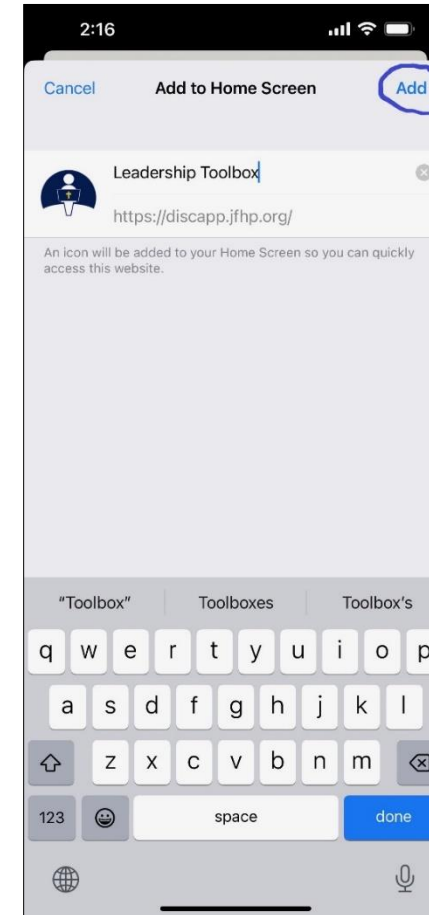 2:16
Cancel Add to Home Screen Add
Leadership Toolbox
https://discapp.jfhp.org/
An icon will be added to your Home Screen so you can quickly
access this website.
"Toolbox" Toolboxes Toolbox's
q w e r t y u i o p
a s d f g h j k l
z x c v b n m
123 space done